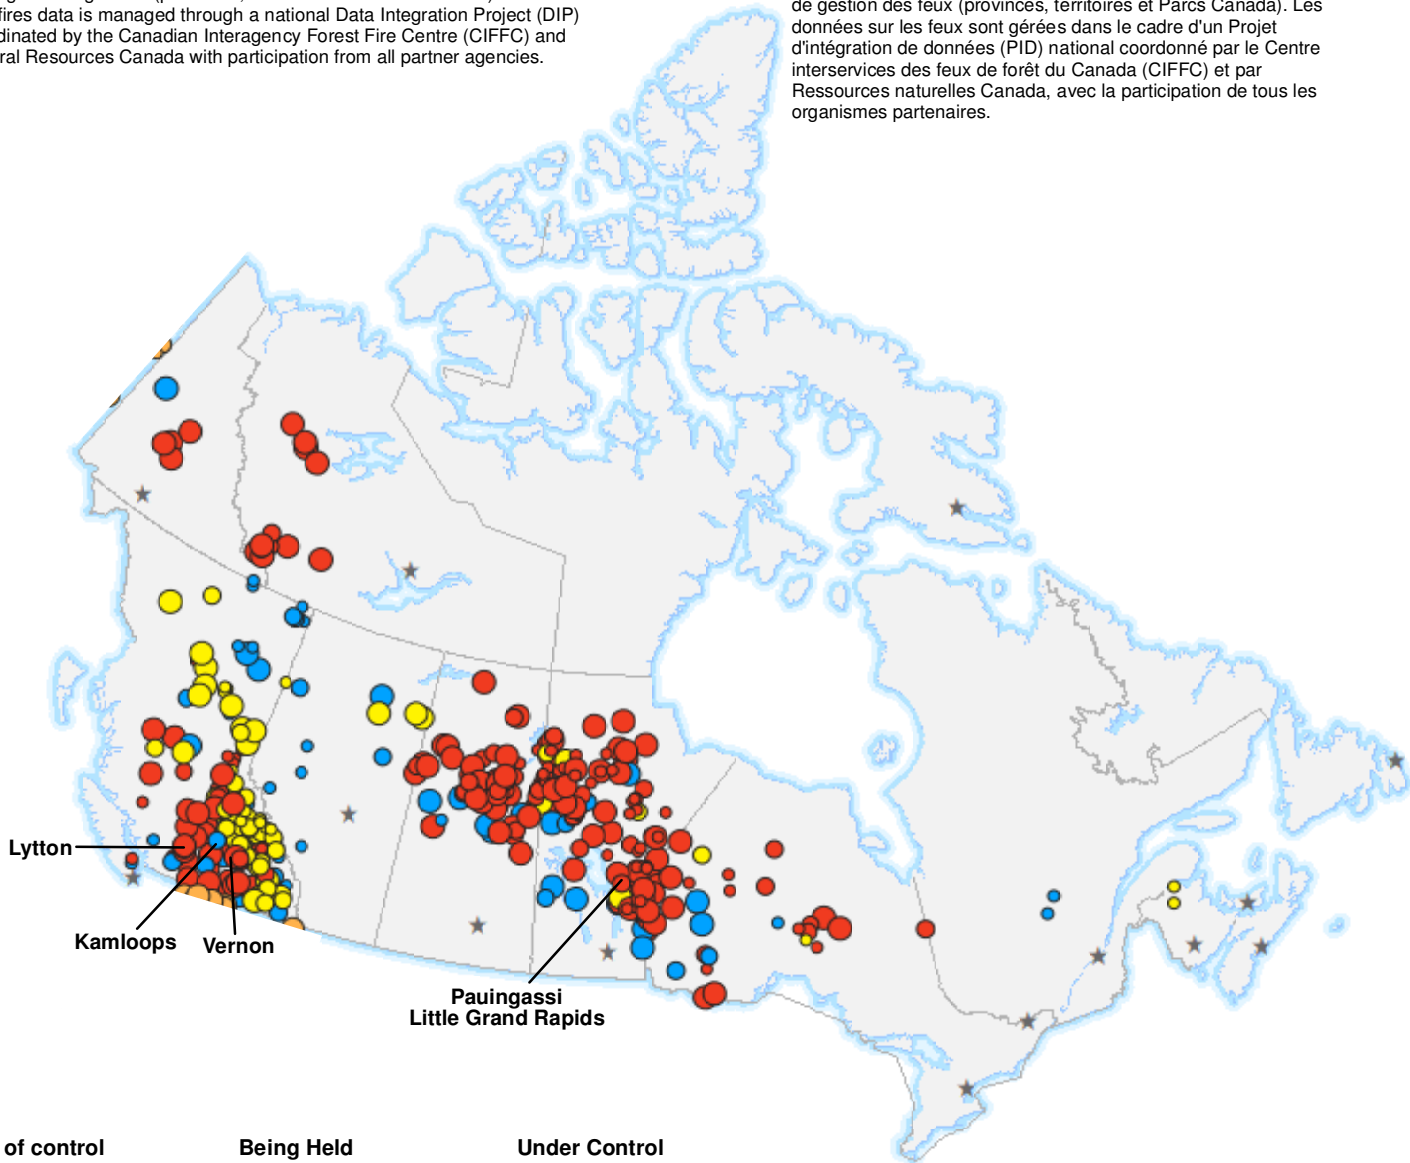 fires data is managed through a national Data Integration Project (DIP)
dinated by the Canadian Interagency Forest Fire Centre (CIFFC) and
ral Resources Canada with participation from all partner agencies.
de gestion des feux (provinces, territoires et Parcs Canada). Les
données sur les feux sont gérées dans le cadre d'un Projet
d'intégration de données (PID) national coordonné par le Centre
interservices des feux de forêt du Canada (CIFFC) et par
Ressources naturelles Canada, avec la participation de tous les
organismes partenaires.
Lytton
Kamloops
Vernon
Pauingassi
Little Grand Rapids
of control
Being Held
Under Control